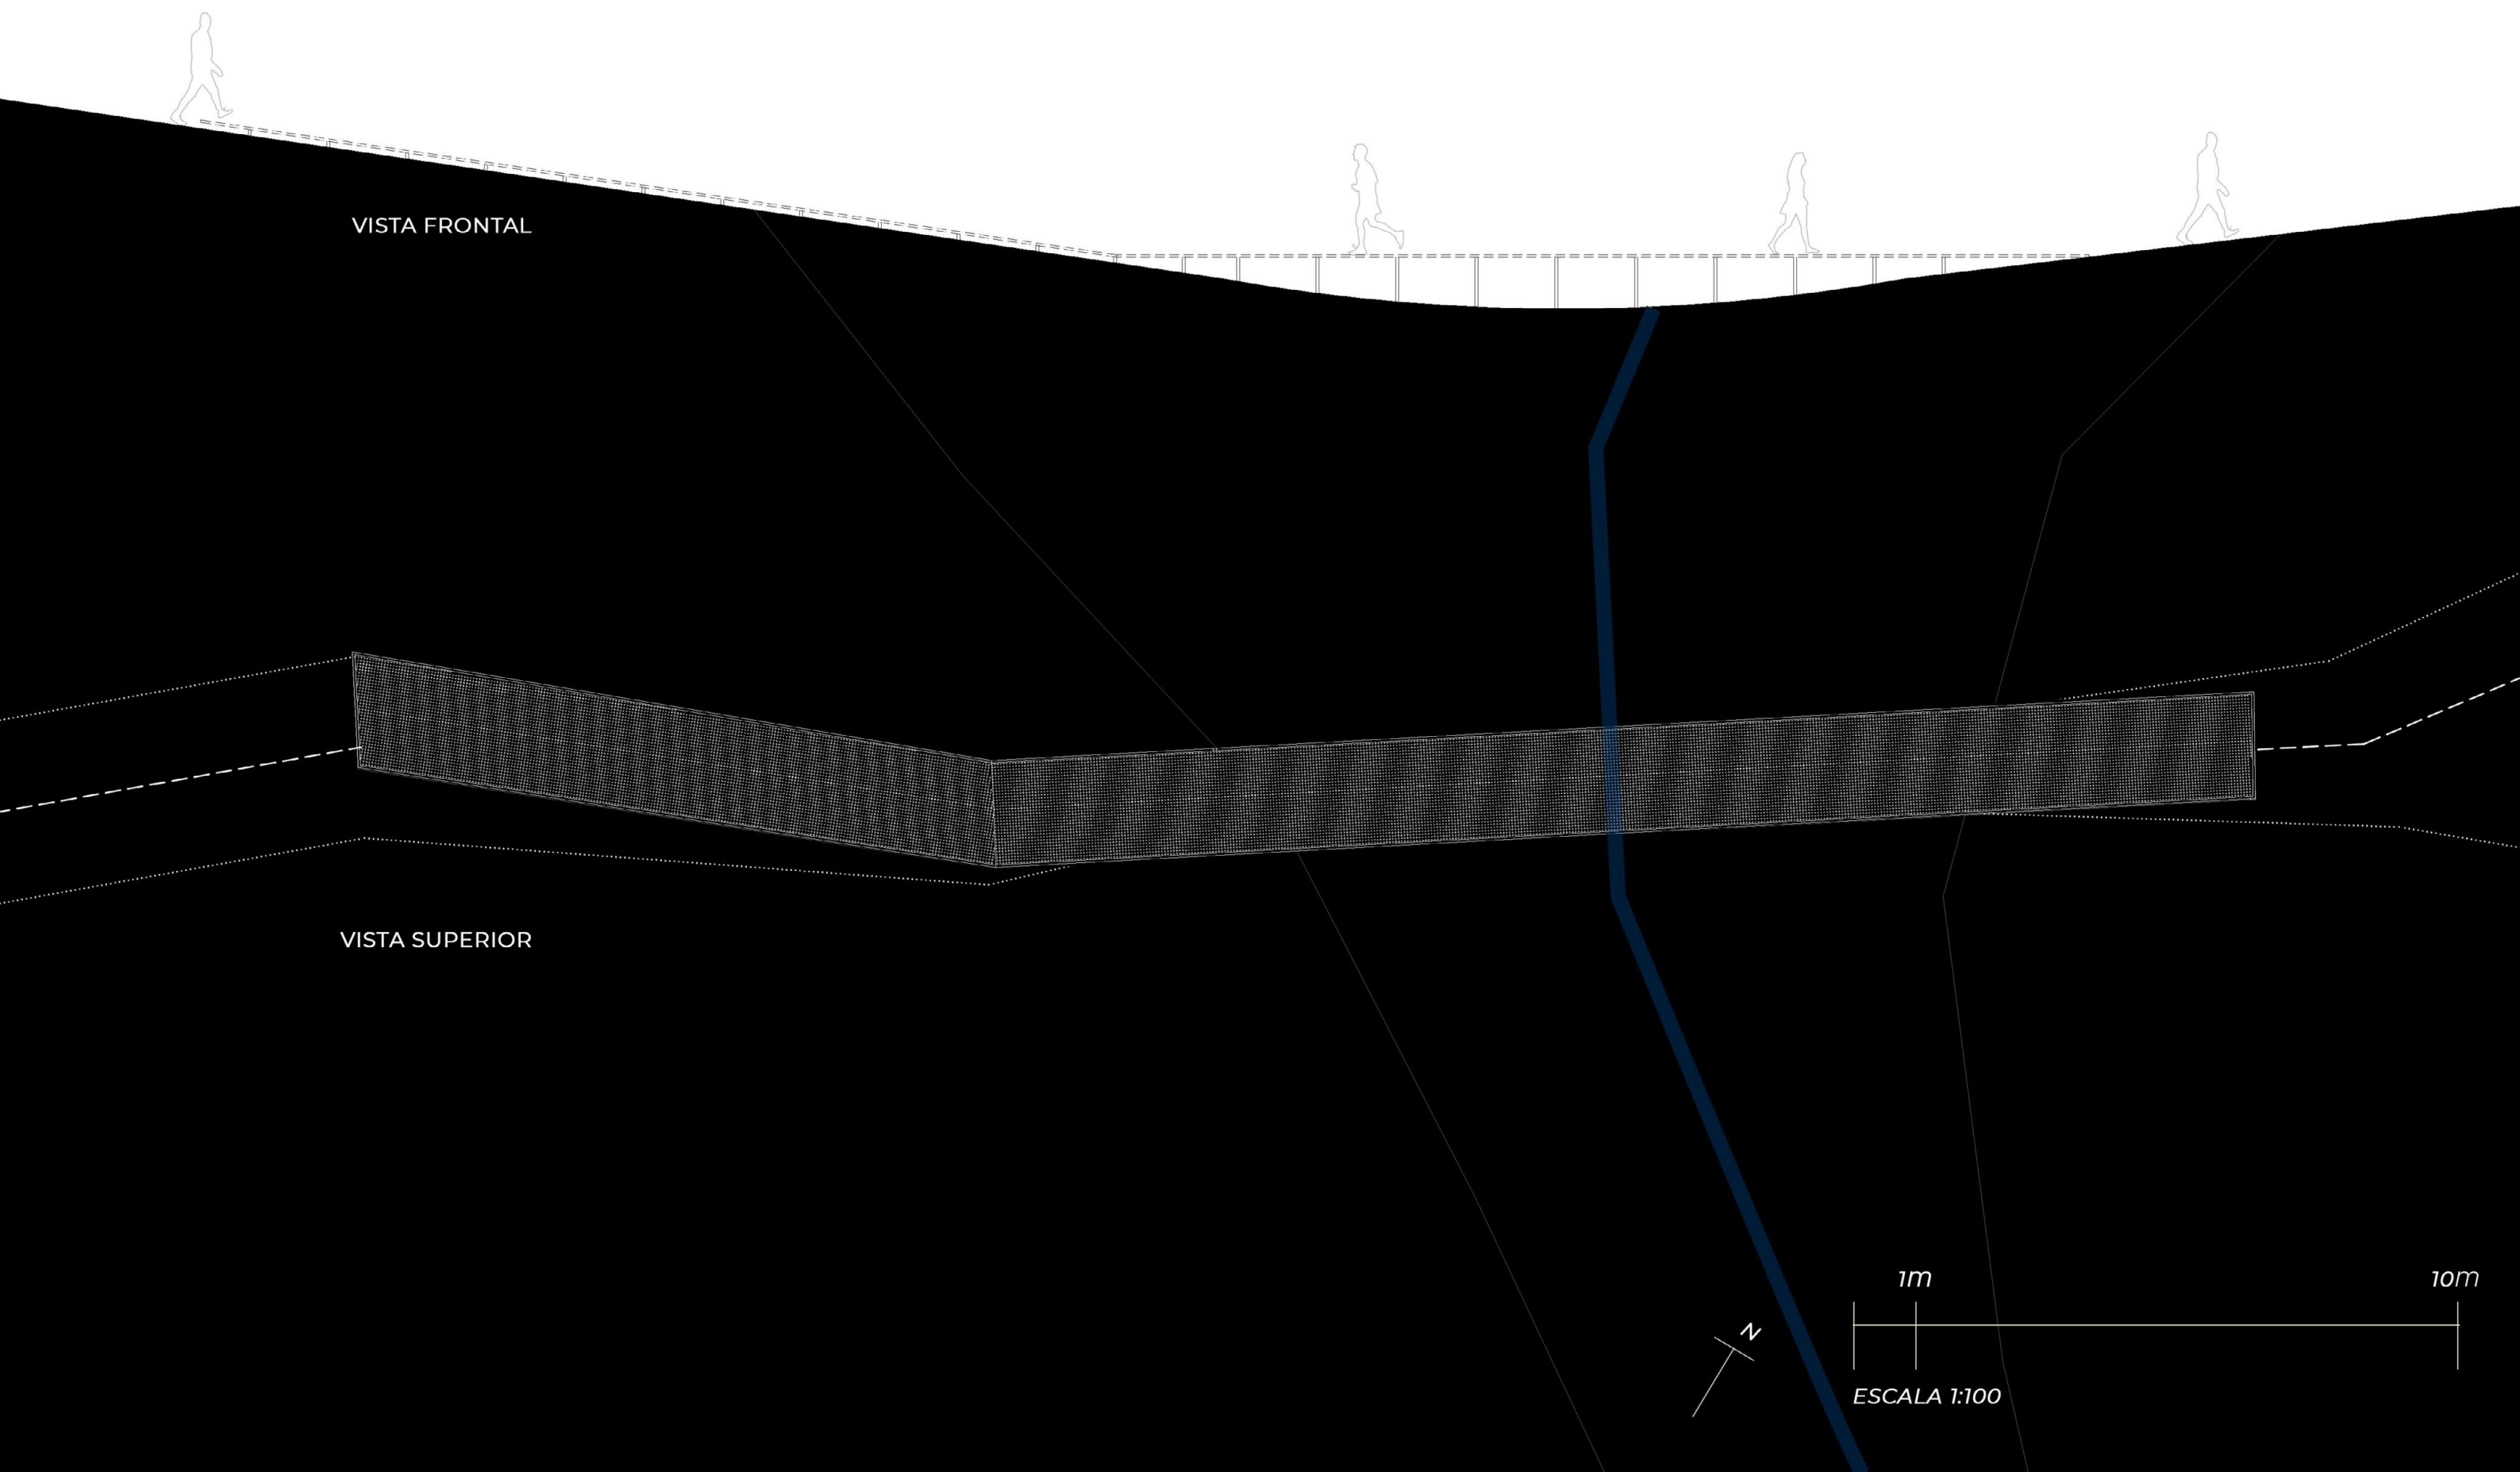 VISTA FRONTAL
VISTA SUPERIOR
1m
10m
N
ESCALA 1:100